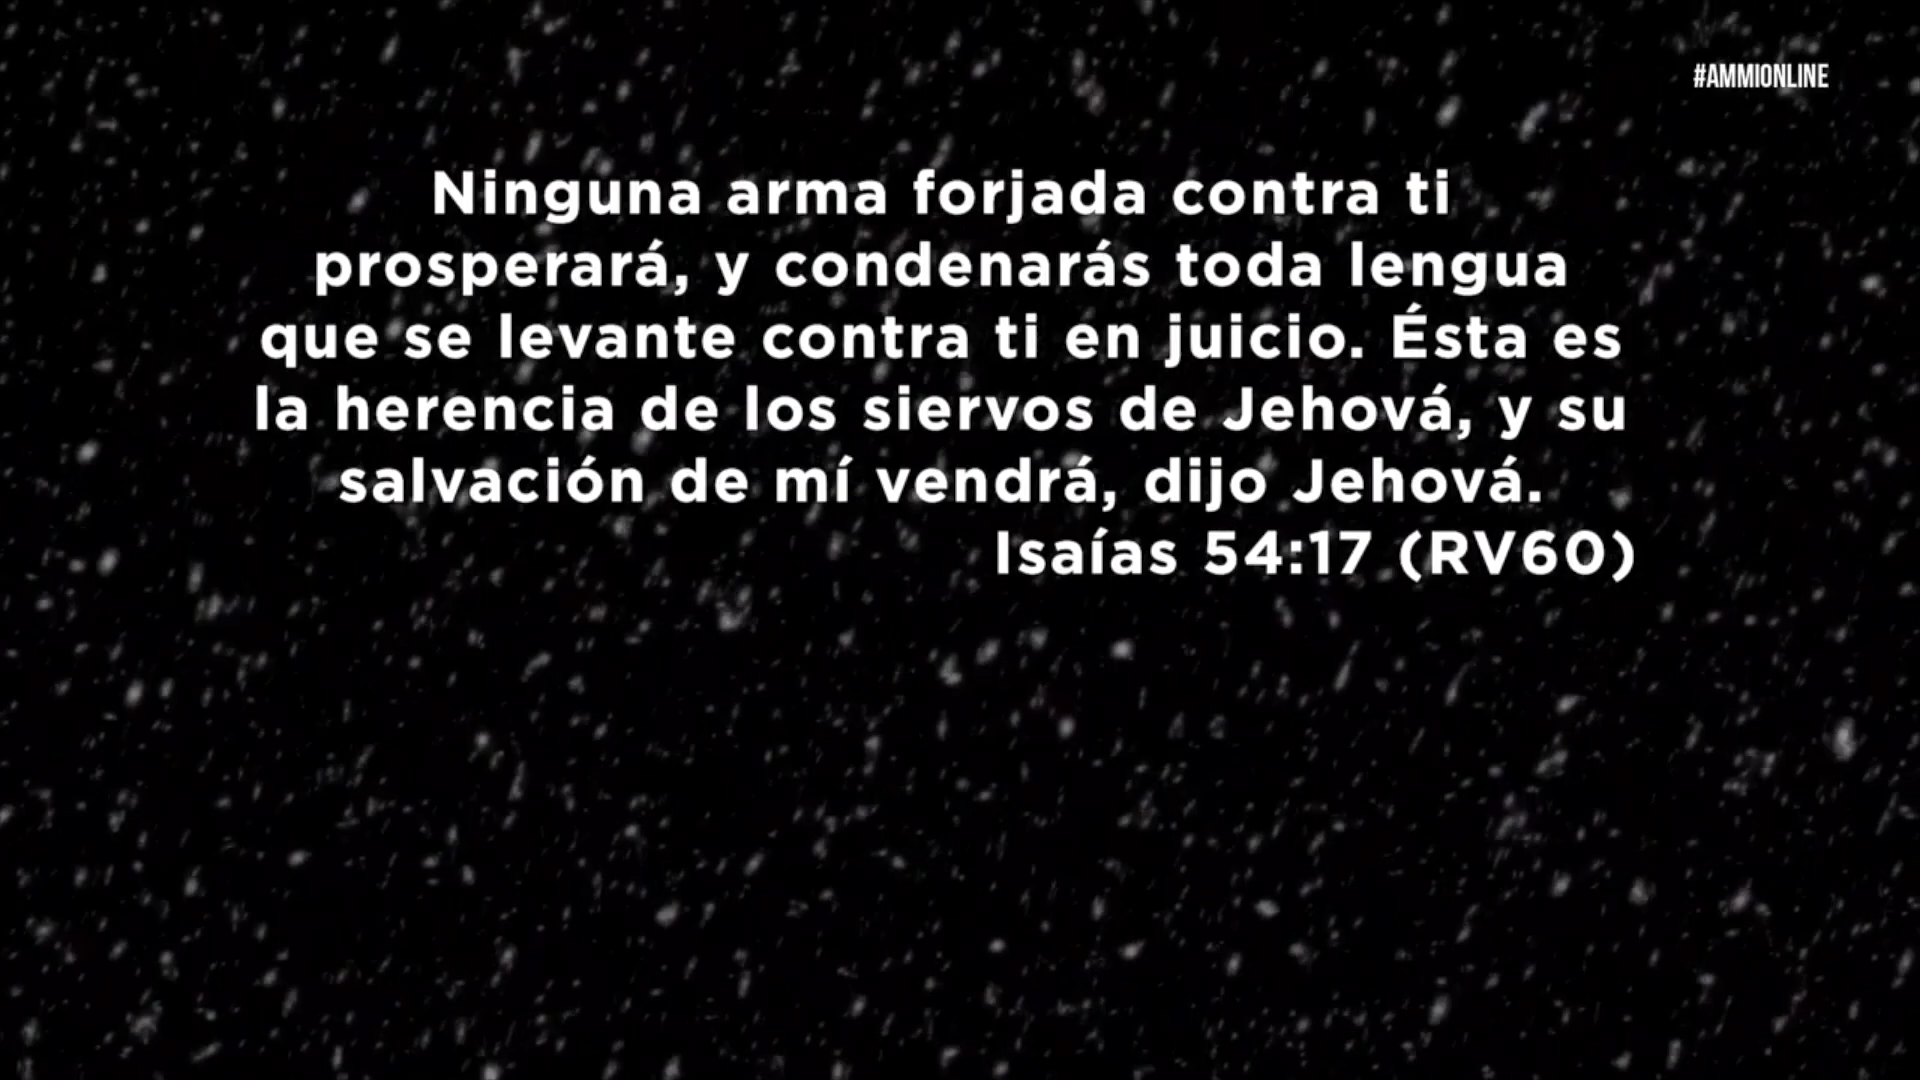 #AMMIONLINE
Ninguna arma forjada contra ti
prosperará, y condenarás toda lengua
que se levante contra ti en juicio. Ésta es
la herencia de los siervos de Jehová, y su
salvación de mí vendrá, dijo Jehová.
Isaías 54:17 (RV60)